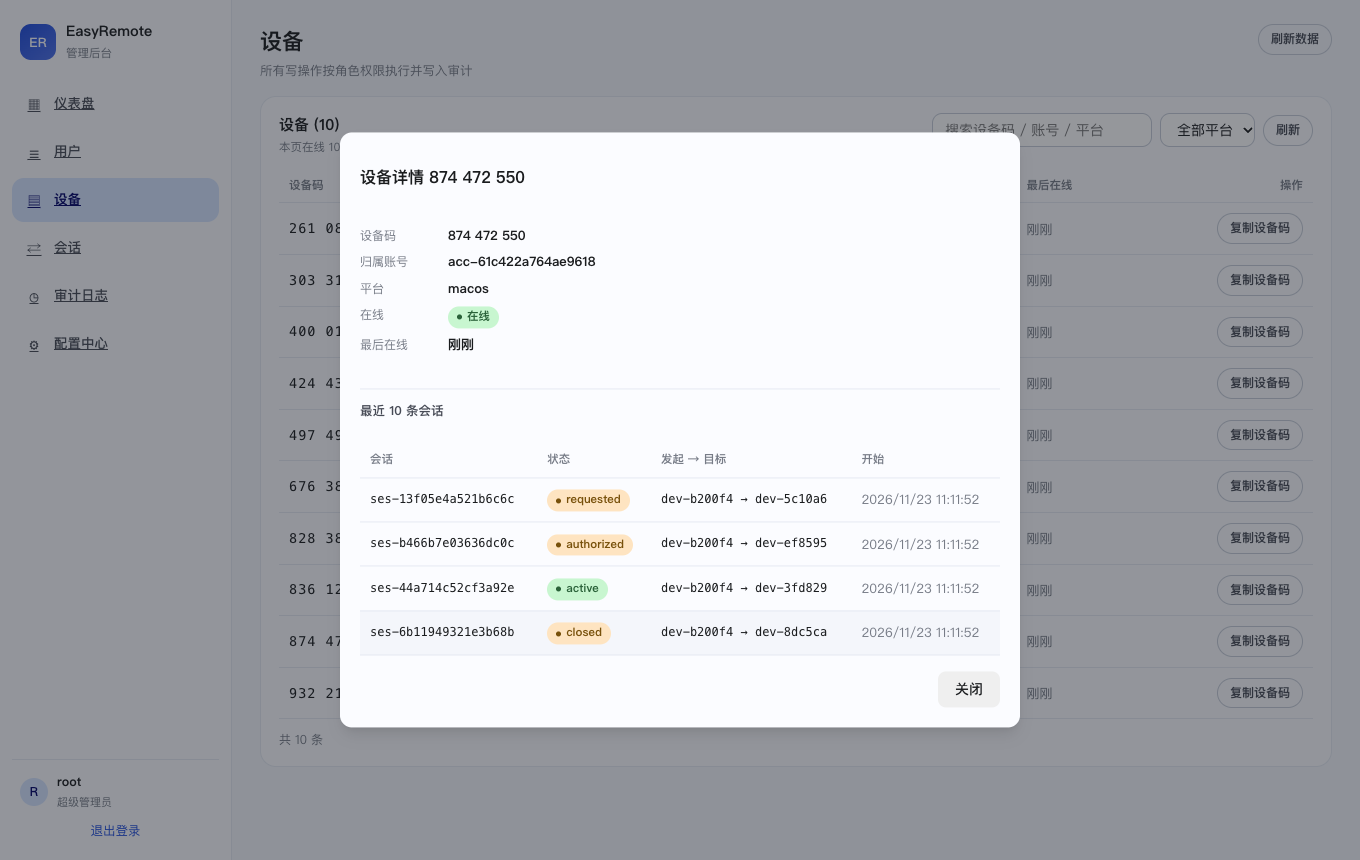 ER
EasyRemote
管理后台
仪表盘
用户
设备
会话
审计日志
配置中心
R
root
超级管理员
退出登录
设备
所有写操作按角色权限执行并写入审计
刷新数据
设备 (10)
本页在线 10
搜索设备码 / 账号 / 平台
全部平台
刷新
设备码
最后在线
操作
261 08
刚刚
复制设备码
303 31
刚刚
复制设备码
400 01
刚刚
复制设备码
424 43
刚刚
复制设备码
497 49
刚刚
复制设备码
676 38
刚刚
复制设备码
828 38
刚刚
复制设备码
836 12
刚刚
复制设备码
874 47
刚刚
复制设备码
932 21
刚刚
复制设备码
共 10 条
设备详情 874 472 550
设备码 874 472 550
归属账号 acc-61c422a764ae9618
平台 macos
在线 在线
最后在线 刚刚
最近 10 条会话
会话 状态 发起 → 目标 开始
ses-13f05e4a521b6c6c requested dev-b200f4 → dev-5c10a6 2026/11/23 11:11:52
ses-b466b7e03636dc0c authorized dev-b200f4 → dev-ef8595 2026/11/23 11:11:52
ses-44a714c52cf3a92e active dev-b200f4 → dev-3fd829 2026/11/23 11:11:52
ses-6b11949321e3b68b closed dev-b200f4 → dev-8dc5ca 2026/11/23 11:11:52
关闭